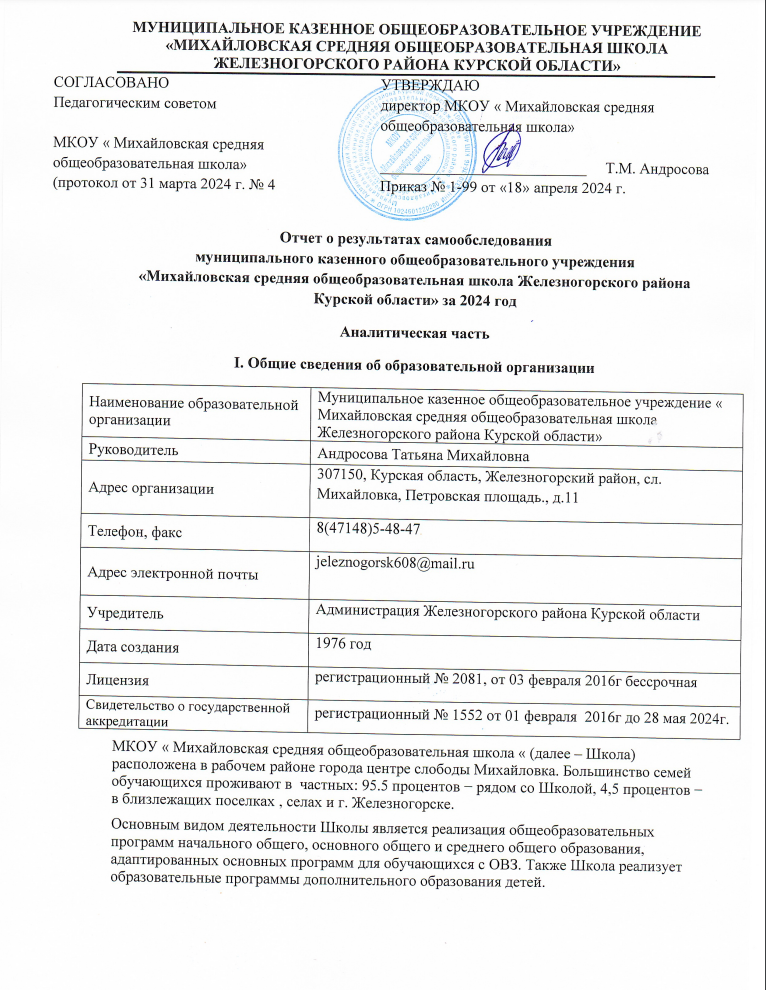 МУНИЦИПАЛЬНОЕ КАЗЕННОЕ ОБЩЕОБРАЗОВАТЕЛЬНОЕ УЧРЕЖДЕНИЕ
«МИХАЙЛОВСКАЯ СРЕДНЯЯ ОБЩЕОБРАЗОВАТЕЛЬНАЯ ШКОЛА
ЖЕЛЕЗНОГОРСКОГО РАЙОНА КУРСКОЙ ОБЛАСТИ»
СОГЛАСОВАНО
Педагогическим советом
МКОУ « Михайловская средняя
общеобразовательная школа»
(протокол от 31 марта 2024 г. № 4
УТВЕРЖДАЮ
директор МКОУ « Михайловская средняя
общеобразовательная школа»
Т.М. Андросова
Приказ № 1-99 от «18» апреля 2024 г.
Отчет о результатах самообследования
муниципального казенного общеобразовательного учреждения
«Михайловская средняя общеобразовательная школа Железногорского района
Курской области» за 2024 год
Аналитическая часть
I. Общие сведения об образовательной организации
Наименование образовательной
организации
Муниципальное казенное общеобразовательное учреждение «
Михайловская средняя общеобразовательная школа
Железногорского района Курской области»
Руководитель
Андросова Татьяна Михайловна
Адрес организации
307150, Курская область, Железногорский район, сл.
Михайловка, Петровская площадь., д.11
Телефон, факс
8(47148)5-48-47
Адрес электронной почты
jeleznogorsk608@mail.ru
Учредитель
Администрация Железногорского района Курской области
Дата создания
1976 год
Лицензия
регистрационный № 2081, от 03 февраля 2016г бессрочная
Свидетельство о государственной
аккредитации
регистрационный № 1552 от 01 февраля 2016г до 28 мая 2024г.
МКОУ « Михайловская средняя общеобразовательная школа « (далее – Школа)
расположена в рабочем районе города центре слободы Михайловка. Большинство семей
обучающихся проживают в частных: 95.5 процентов − рядом со Школой, 4,5 процентов −
в близлежащих поселках , селах и г. Железногорске.
Основным видом деятельности Школы является реализация общеобразовательных
программ начального общего, основного общего и среднего общего образования,
адаптированных основных программ для обучающихся с ОВЗ. Также Школа реализует
образовательные программы дополнительного образования детей.